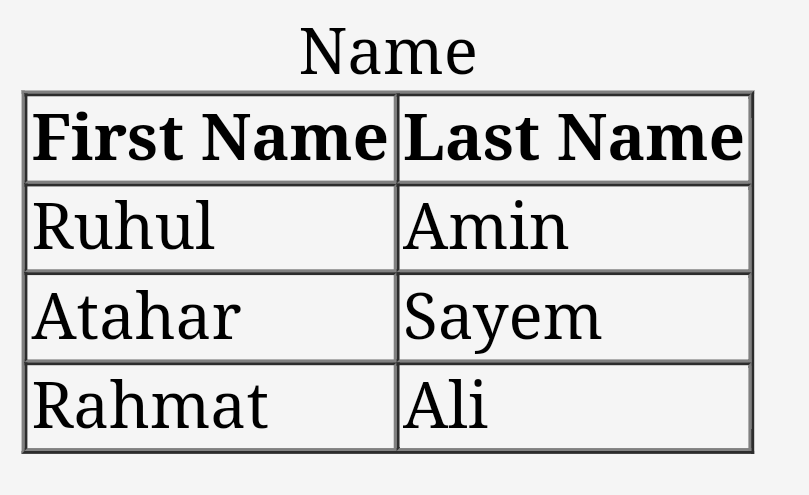 Name
First Name Last Name
Ruhul Amin
Atahar Sayem
Rahmat Ali